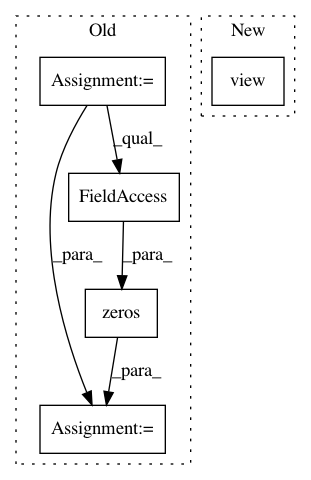 Old
New
Assignment:=
view
_qual_
FieldAccess
_para_
_para_
zeros
_para_
Assignment:=